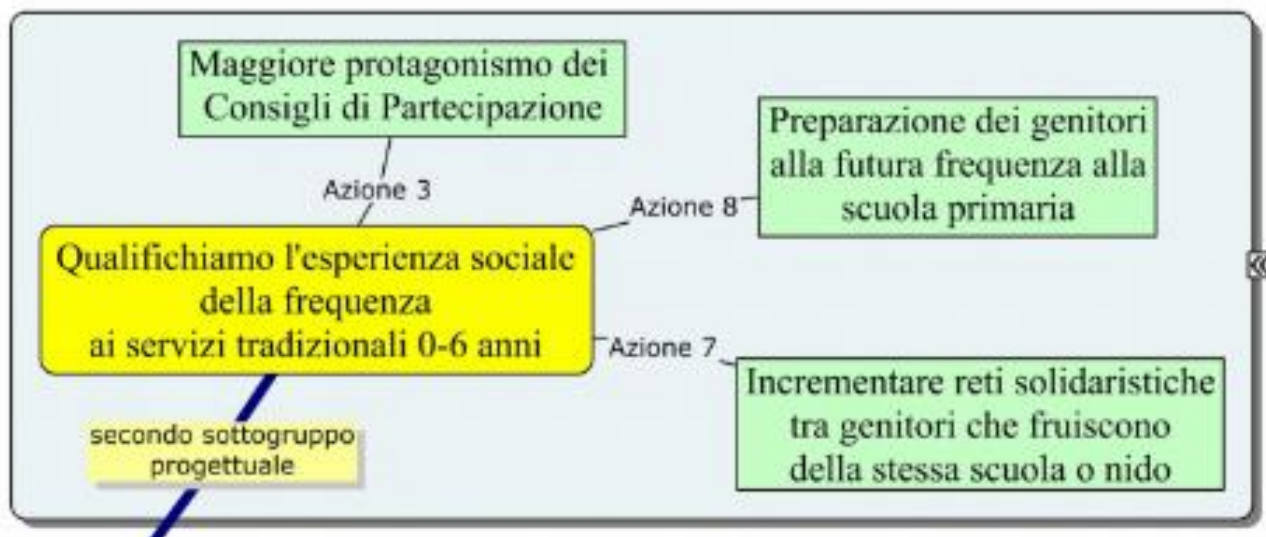 Maggiore protagonismo dei
Consigli di Partecipazione
Azione 3
Preparazione dei genitori
alla futura frequenza alla
scuola primaria
Azione 8
Qualifichiamo l'esperienza sociale
della frequenza
ai servizi tradizionali 0-6 anni
Azione 7
Incrementare reti solidaristiche
tra genitori che fruiscono
della stessa scuola o nido
secondo sottogruppo
progettuale